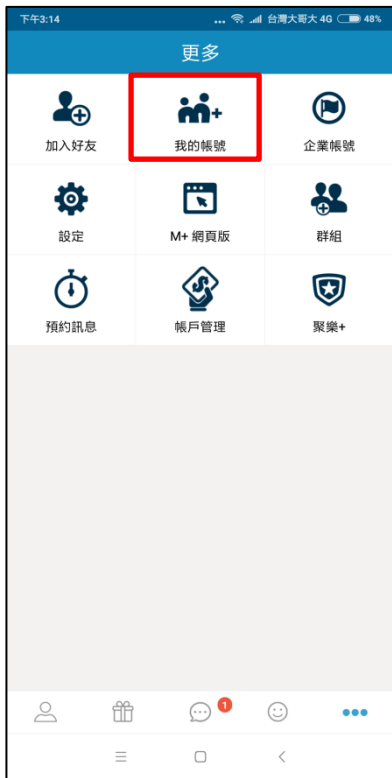 下午3:14 ... 台灣大哥大 4G 48%
更多
加入好友 我的帳號 企業帳號
設定 M+ 網頁版 群組
預約訊息 帳戶管理 聚樂+
1